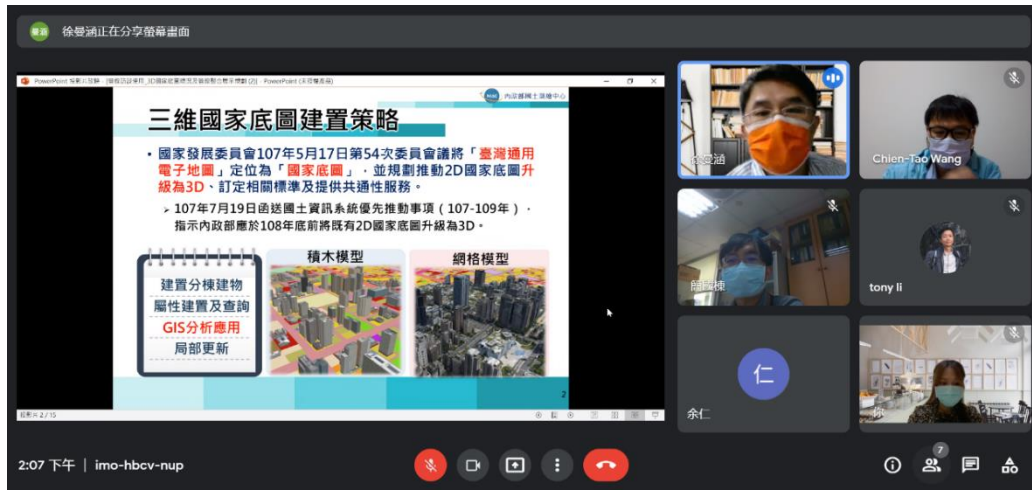 徐曼涵正在分享螢幕畫面
內政部國土測繪中心
三維國家底圖建置策略
• 國家發展委員會107年5月17日第54次委員會議將「臺灣通用
電子地圖」定位為「國家底圖」，並規劃推動2D國家底圖升
級為3D、訂定相關標準及提供共通性服務。
➢ 107年7月19日函送國土資訊系統優先推動事項（107-109年），
指示內政部應於108年底前將既有2D國家底圖升級為3D。
建置分棟建物
屬性建置及查詢
GIS分析應用
局部更新
積木模型
網格模型
2
投影片 2 / 15
徐曼涵
Chien-Tao Wang
tony li
仁
余仁
你
2:07 下午 | imo-hbcv-nup
7